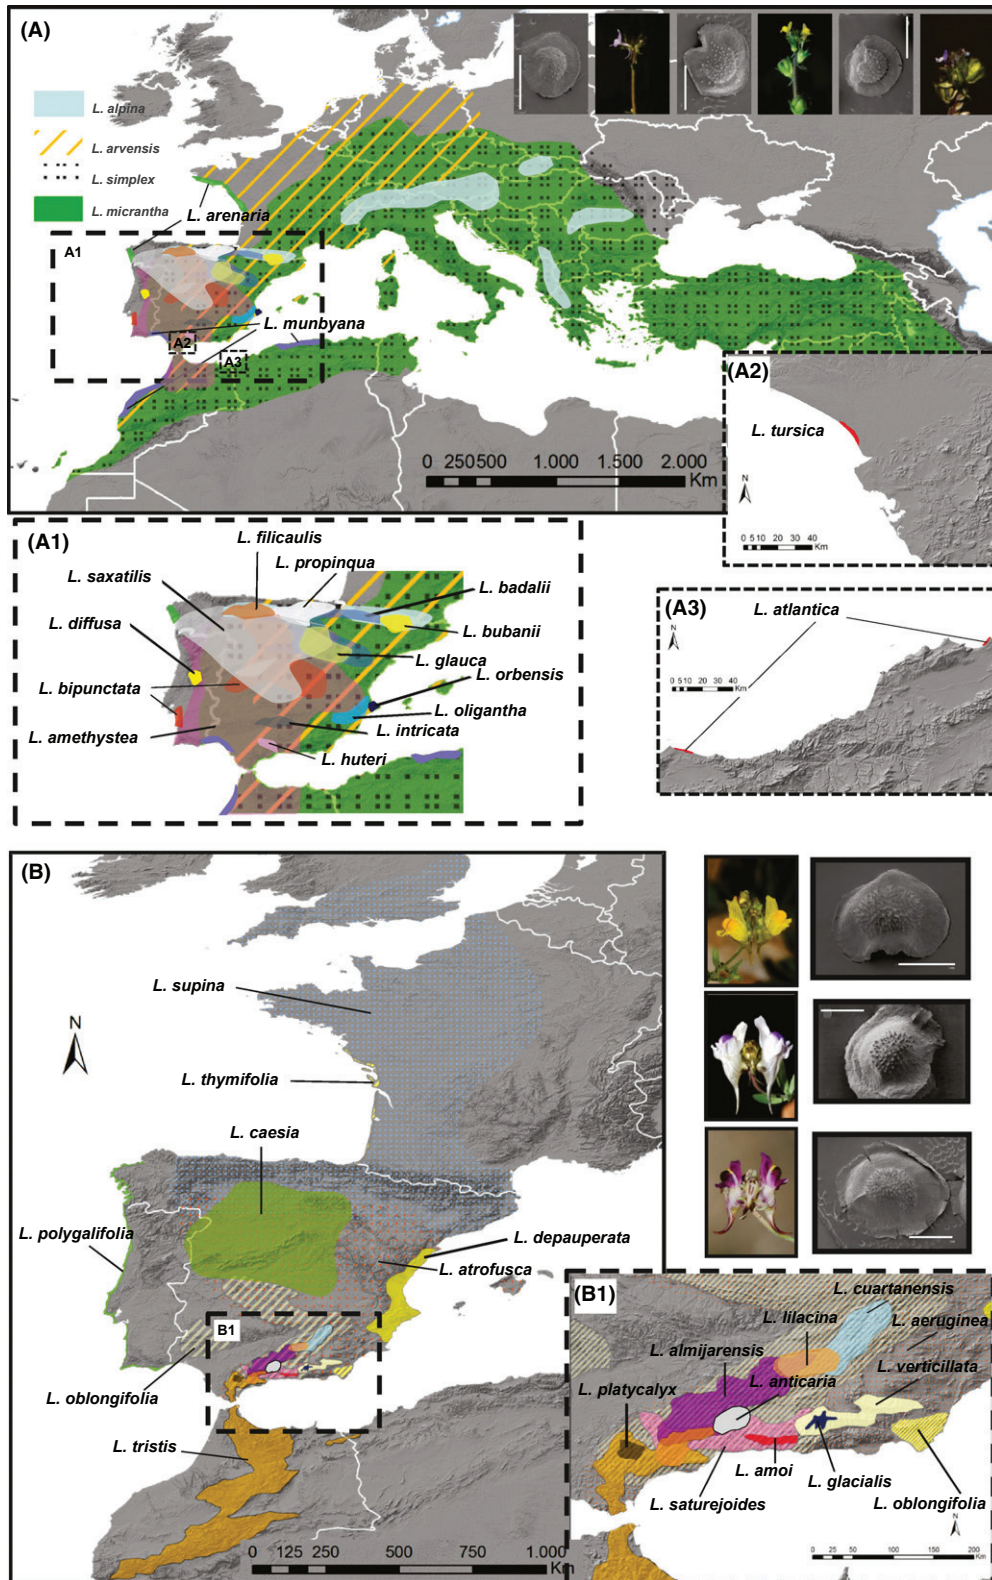 (A)
L. alpina
L. arvensis
L. simplex
L. micrantha
L. arenaria
A1
L. munbyana
A2
A3
0 250 500 1.000 1.500 2.000
Km
(A2)
L. tursica
N
0 5 10 20 30 40
Km
(A1)
L. filicaulis
L. propinqua
L. saxatilis
L. badalii
L. diffusa
L. bubanii
L. glauca
L. bipunctata
L. orbensis
L. oligantha
L. amethystea
L. intricata
L. huteri
(A3)
L. atlantica
N
0 5 10 20 30 40
Km
(B)
L. supina
N
L. thymifolia
L. caesia
L. polygalifolia
L. depauperata
L. atrofusca
B1
L. oblongifolia
L. tristis
0 125 250 500 750 1.000
Km
(B1)
L. cuartanensis
L. lilacina
L. aeruginea
L. almijarensis
L. verticillata
L. platycalyx
L. anticaria
L. amoi
L. glacialis
L. saturejoides
L. oblongifolia
N
0 25 50 100 150 200
Km